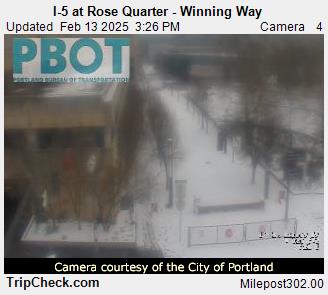 I-5 at Rose Quarter - Winning Way
Updated Feb 13 2025 3:26 PM Camera 4
PBOT
PORTLAND BUREAU OF TRANSPORTATION
Camera courtesy of the City of Portland
TripCheck.com Milepost302.00